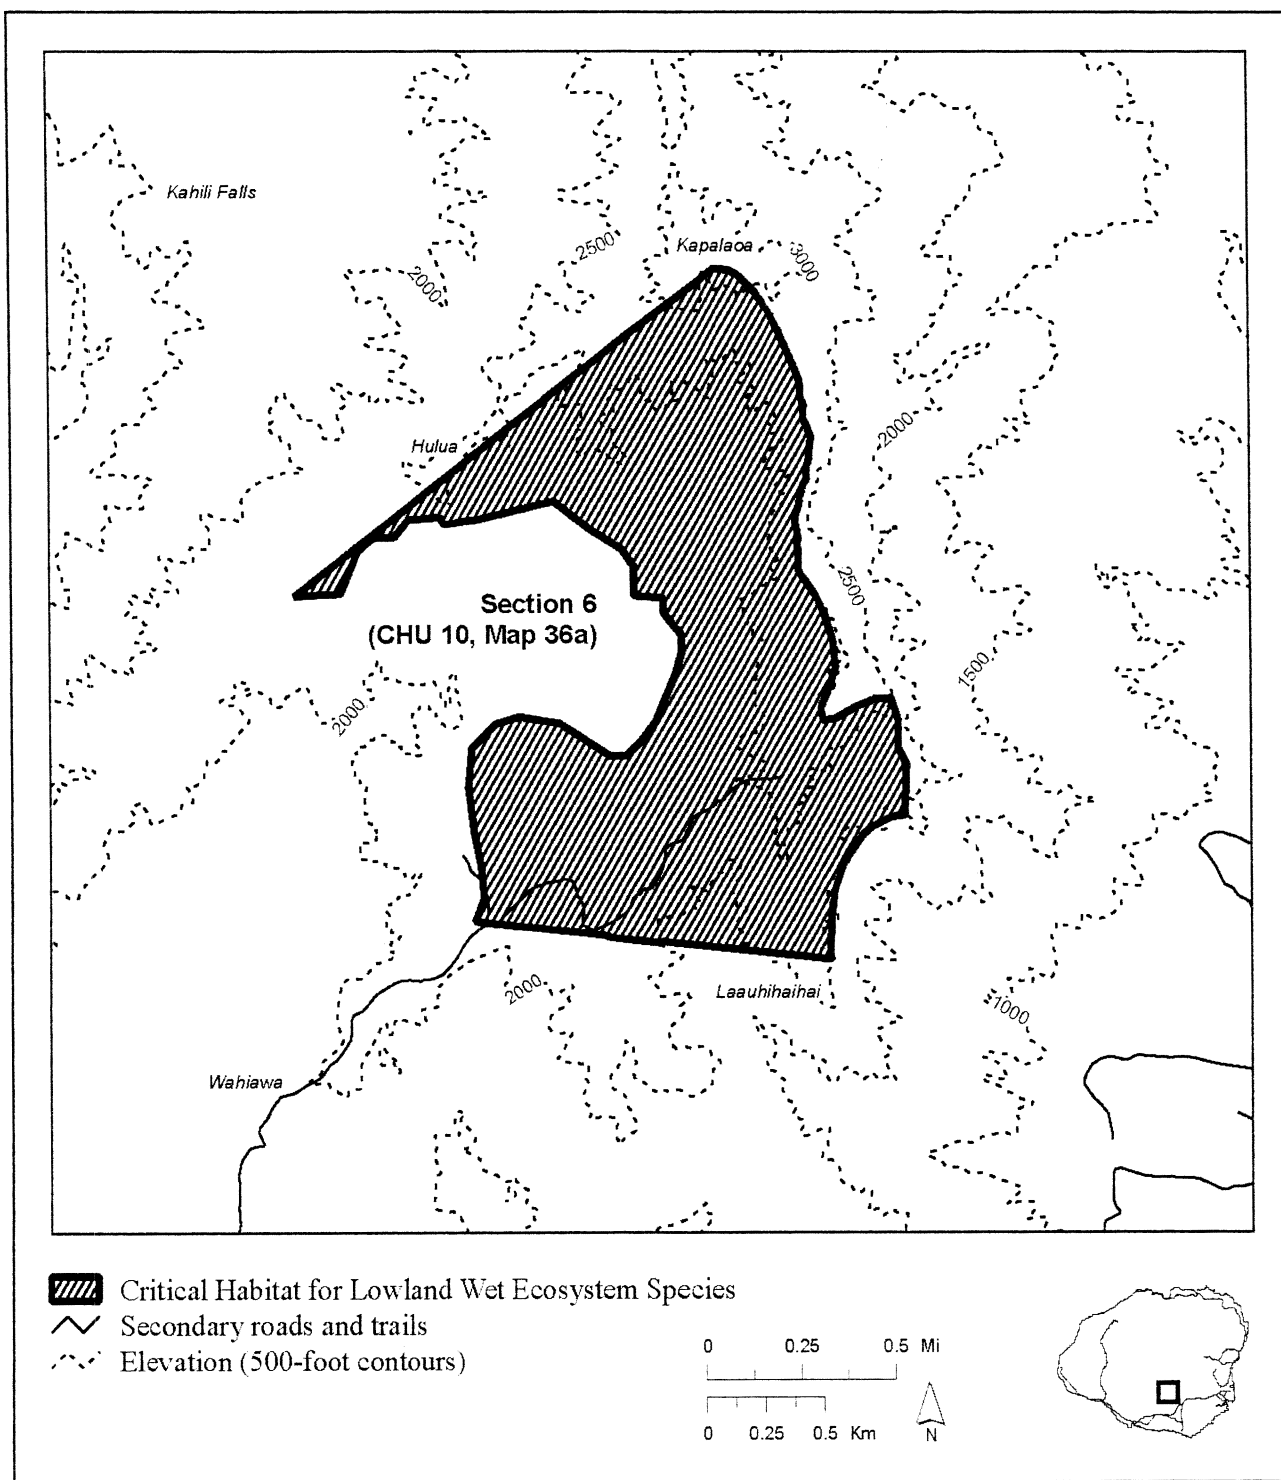 Kahili Falls
Kapalaoa
2500
3000
2000
Hulua
2000
2500
Section 6
(CHU 10, Map 36a)
1500
2000
2000
Laauhihaihai
1000
Wahiawa
Critical Habitat for Lowland Wet Ecosystem Species
Secondary roads and trails
Elevation (500-foot contours)
0 0.25 0.5 Mi
0 0.25 0.5 Km
N